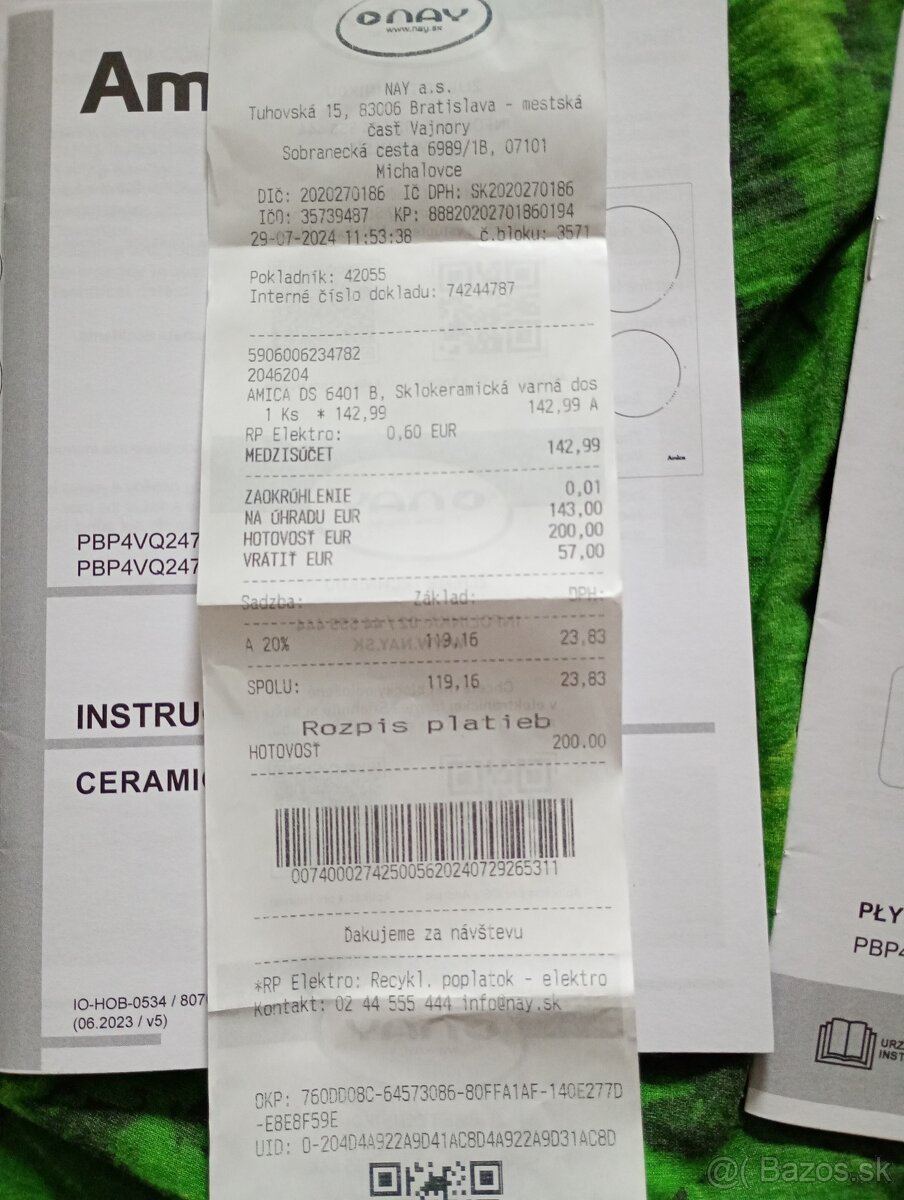 NAY
www.nay.sk
NAY a.s.
Tuhovská 15, 83006 Bratislava - mestská
časť Vajnory
Sobranecká cesta 6989/1B, 07101
Michalovce
DIČ: 2020270186 IČ DPH: SK2020270186
IČO: 35739487 KP: 88820202701860194
29-07-2024 11:53:38 č.bloku: 3571
Pokladník: 42055
Interné číslo dokladu: 74244787
5906006234782
2046204
AMICA DS 6401 B, Sklokeramická varná dos
1 Ks * 142,99 142,99 A
RP Elektro: 0,60 EUR
MEDZISÚČET 142,99
ZAOKRÚHLENIE 0,01
NA ÚHRADU EUR 143,00
HOTOVOSŤ EUR 200,00
VRÁTIŤ EUR 57,00
Sadzba: Základ: DPH:
A 20% 119,16 23,83
SPOLU: 119,16 23,83
Rozpis platieb
HOTOVOSŤ 200.00
007400027425005620240729265311
Ďakujeme za návštevu
*RP Elektro: Recykl. poplatok - elektro
Kontakt: 02 44 555 444 info@nay.sk
OKP: 760DD08C-64573086-80FFA1AF-140E277D
-E8E8F59E
UID: O-204D4A922A9D41AC8D4A922A9D31AC8D
Am
Amica
PBP4VQ247
PBP4VQ247
INSTRU
CERAMI
IO-HOB-0534 / 807
(06.2023 / v5)
PŁY
PBP4
URZ
INST
@( Bazos.sk